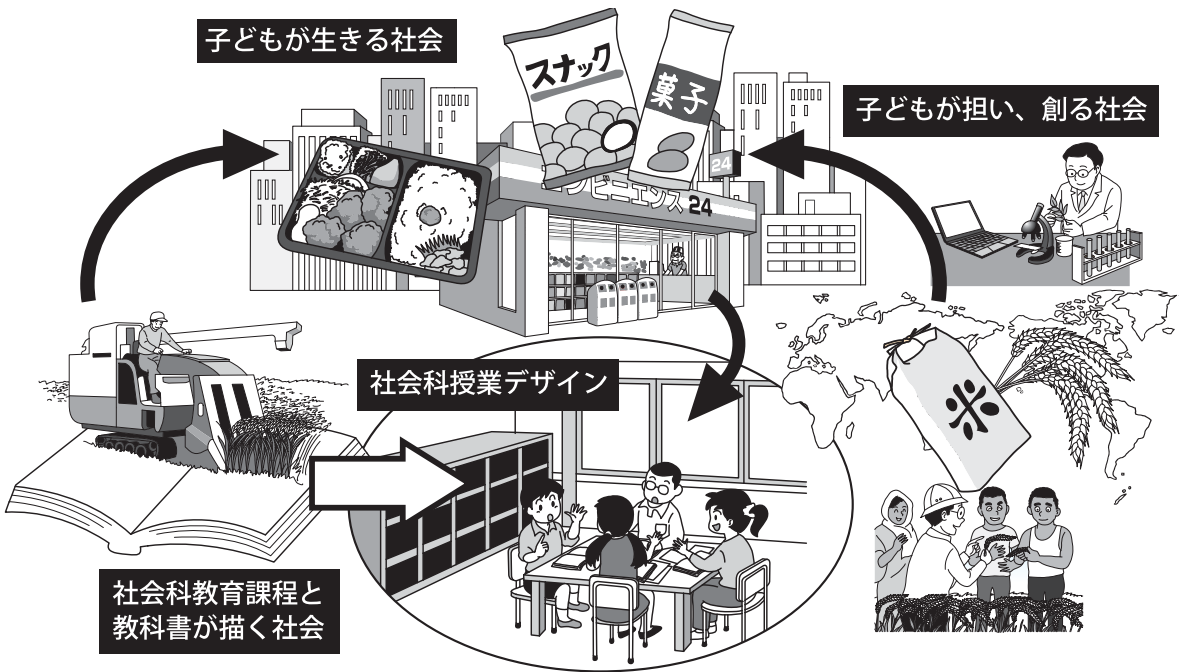 子どもが生きる社会
スナック
菓子
子どもが担い、創る社会
24
ンビニエンス 24
社会科授業デザイン
米
社会科教育課程と
教科書が描く社会